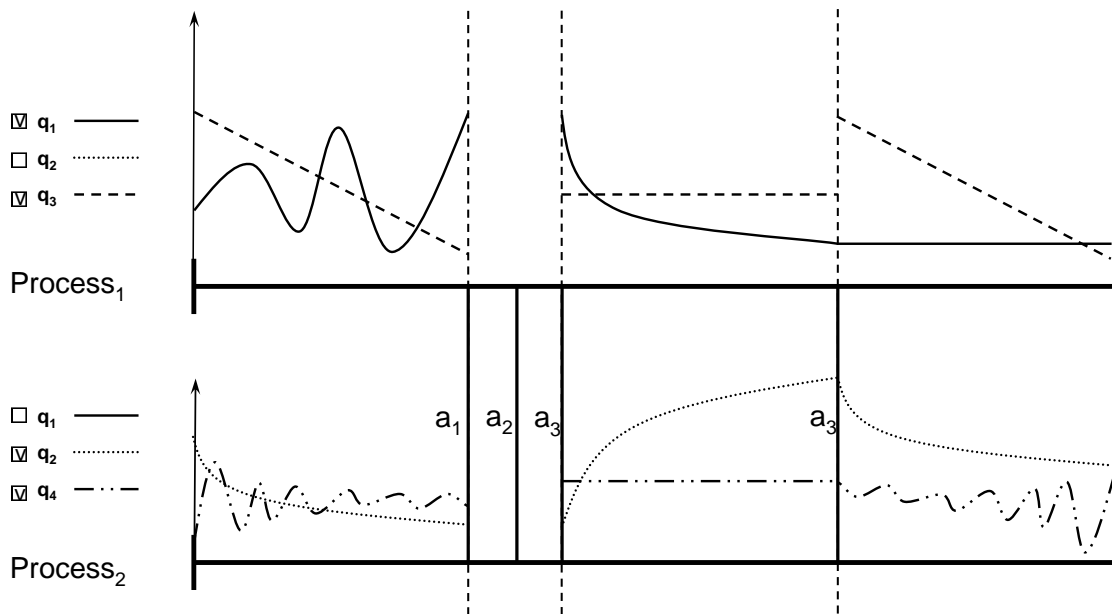 V q₁
q₂
V q₃
Process₁
q₁
V q₂
V q₄
a₁ a₂ a₃ a₃
Process₂